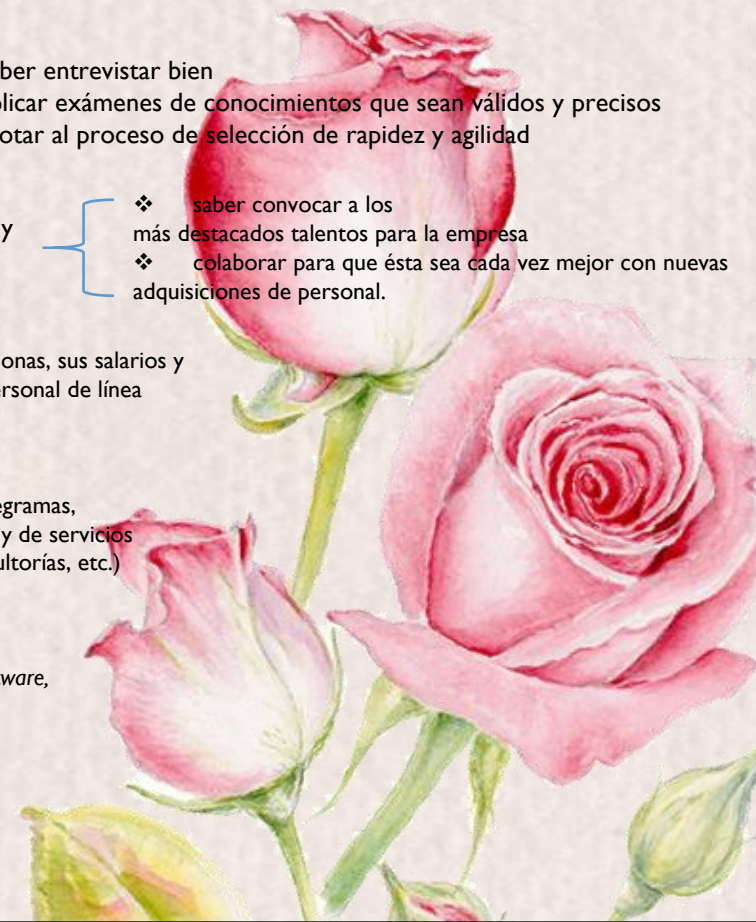 ber entrevistar bien
licar exámenes de conocimientos que sean válidos y precisos
otar al proceso de selección de rapidez y agilidad
❖ saber convocar a los
y
más destacados talentos para la empresa
❖ colaborar para que ésta sea cada vez mejor con nuevas
adquisiciones de personal.
onas, sus salarios y
ersonal de línea
egramas,
y de servicios
ultorías, etc.)
ware,